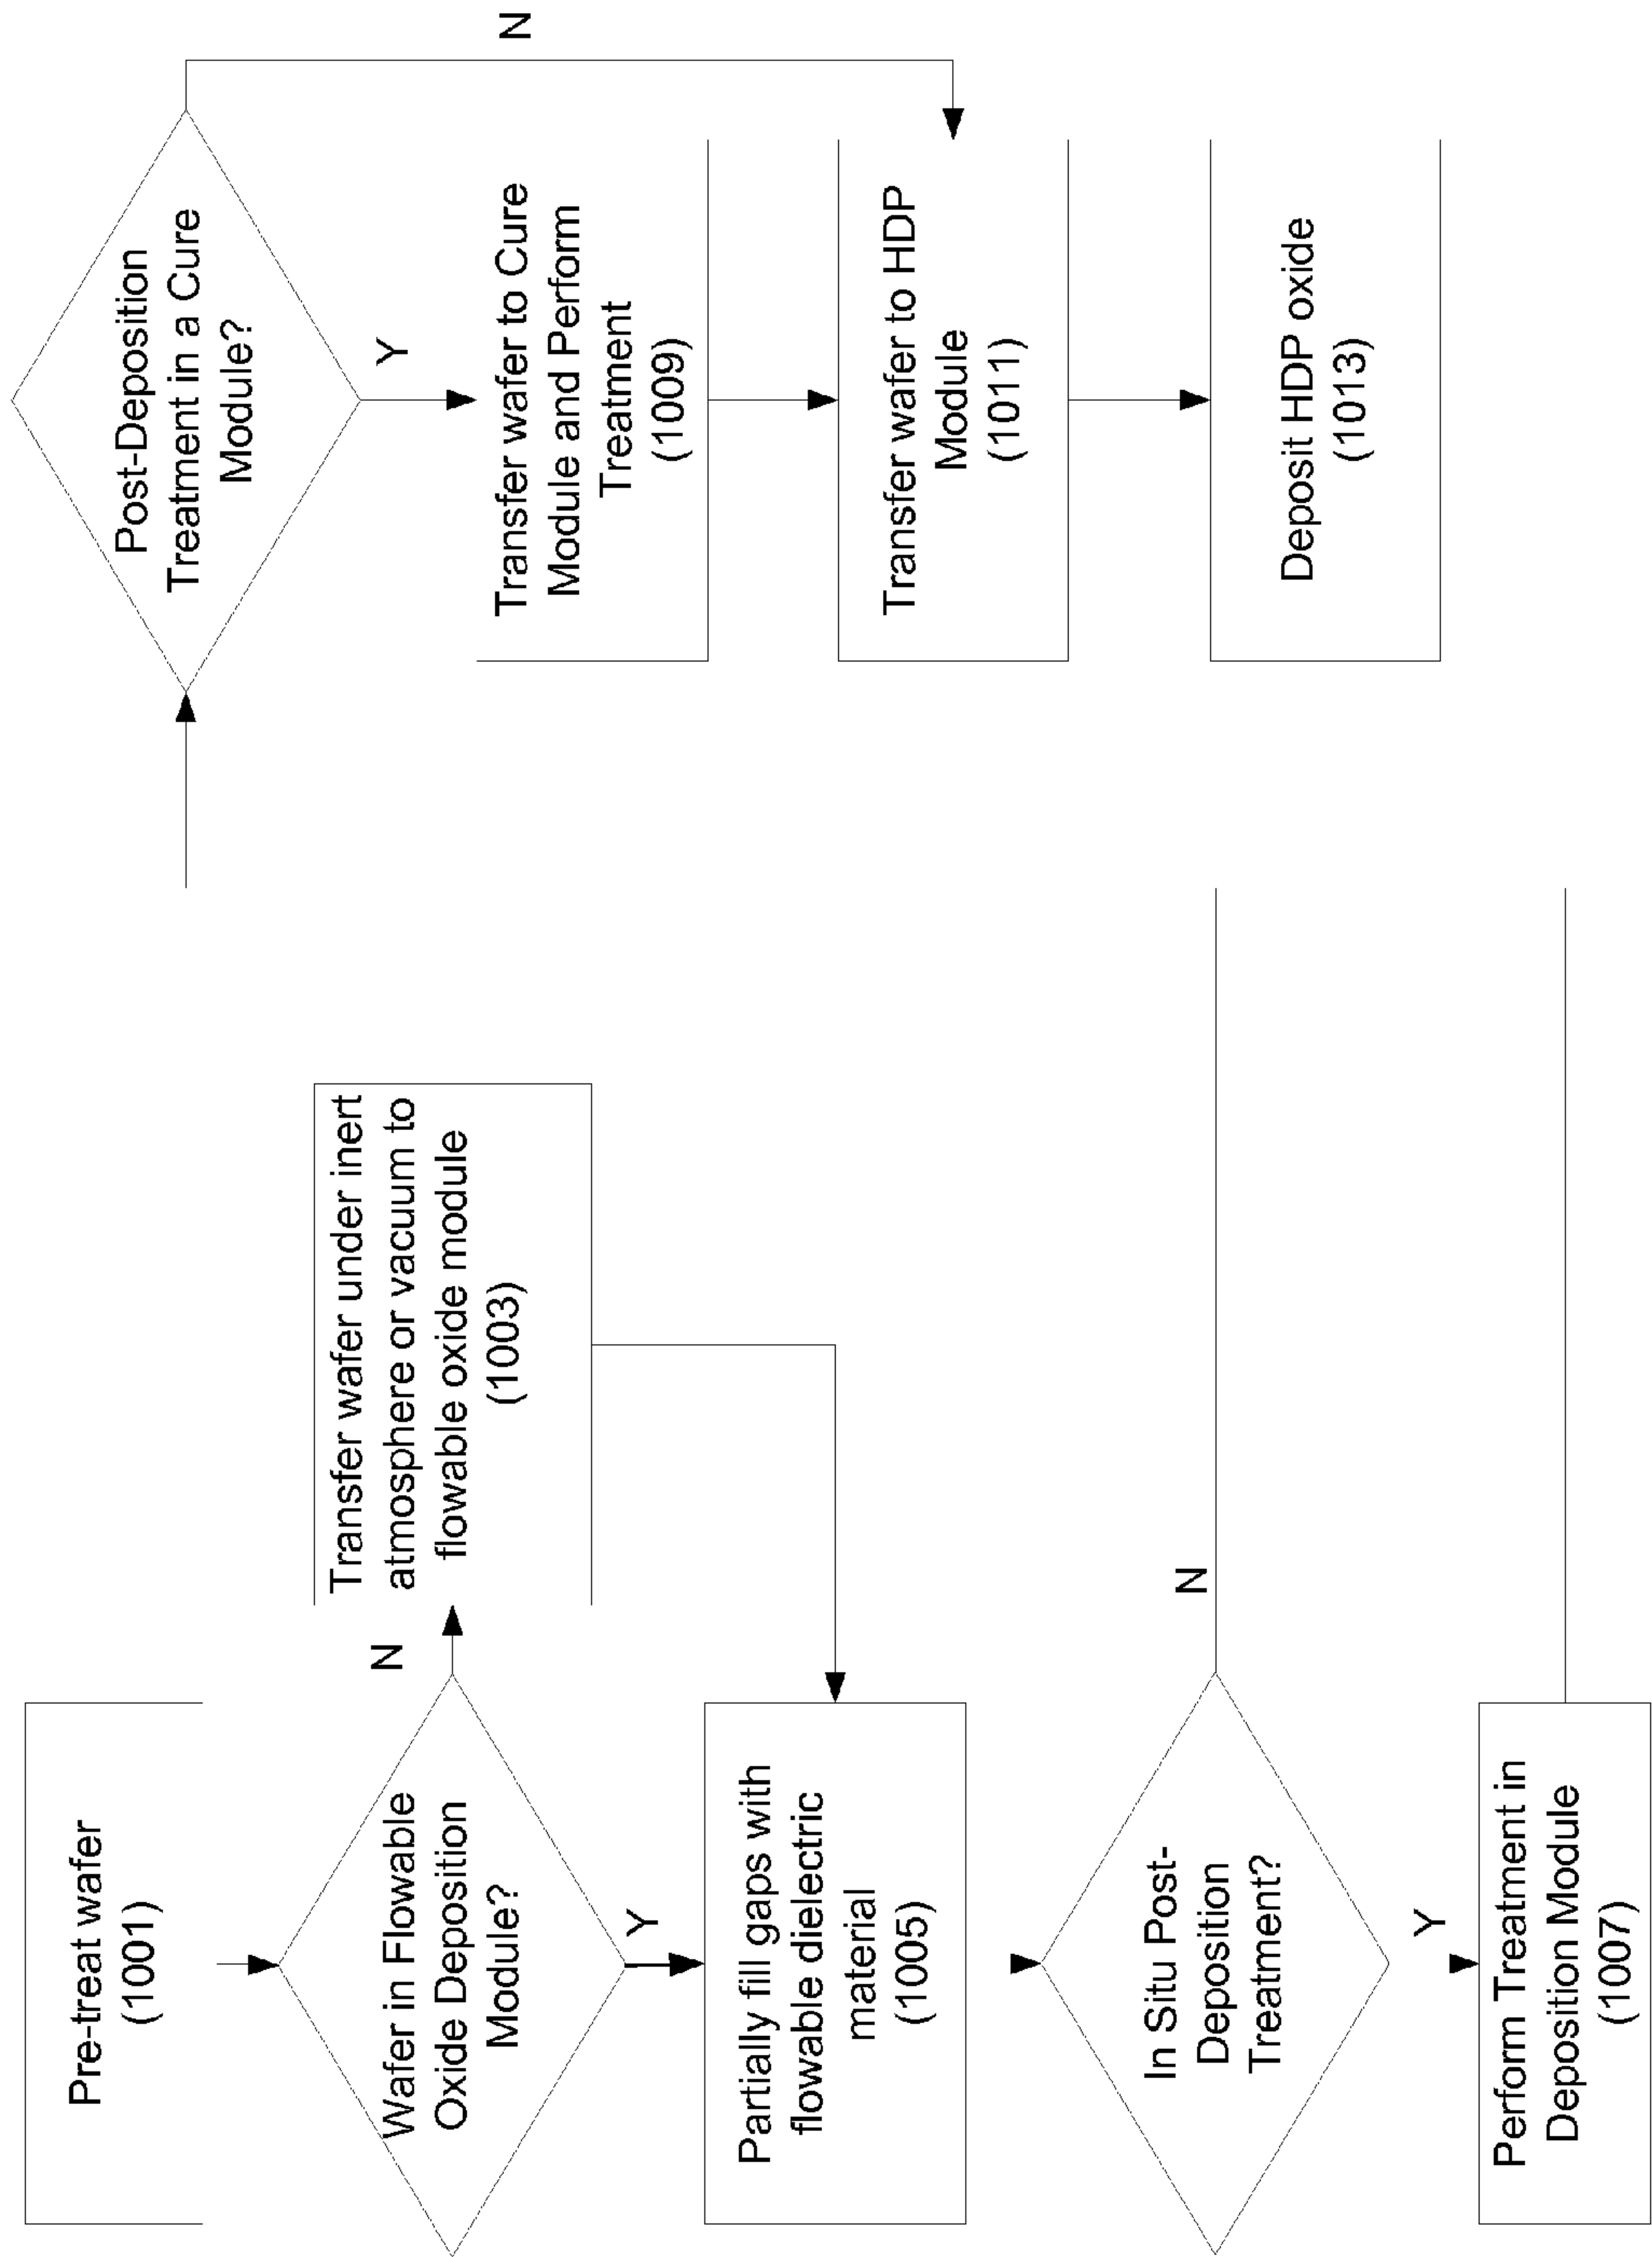 Pre-treat wafer
(1001)
Wafer in Flowable
Oxide Deposition
Module?
N
Transfer wafer under inert
atmosphere or vacuum to
flowable oxide module
(1003)
Y
Partially fill gaps with
flowable dielectric
material
(1005)
In Situ Post-
Deposition
Treatment?
N
Y
Perform Treatment in
Deposition Module
(1007)
Post-Deposition
Treatment in a Cure
Module?
N
Y
Transfer wafer to Cure
Module and Perform
Treatment
(1009)
Transfer wafer to HDP
Module
(1011)
Deposit HDP oxide
(1013)